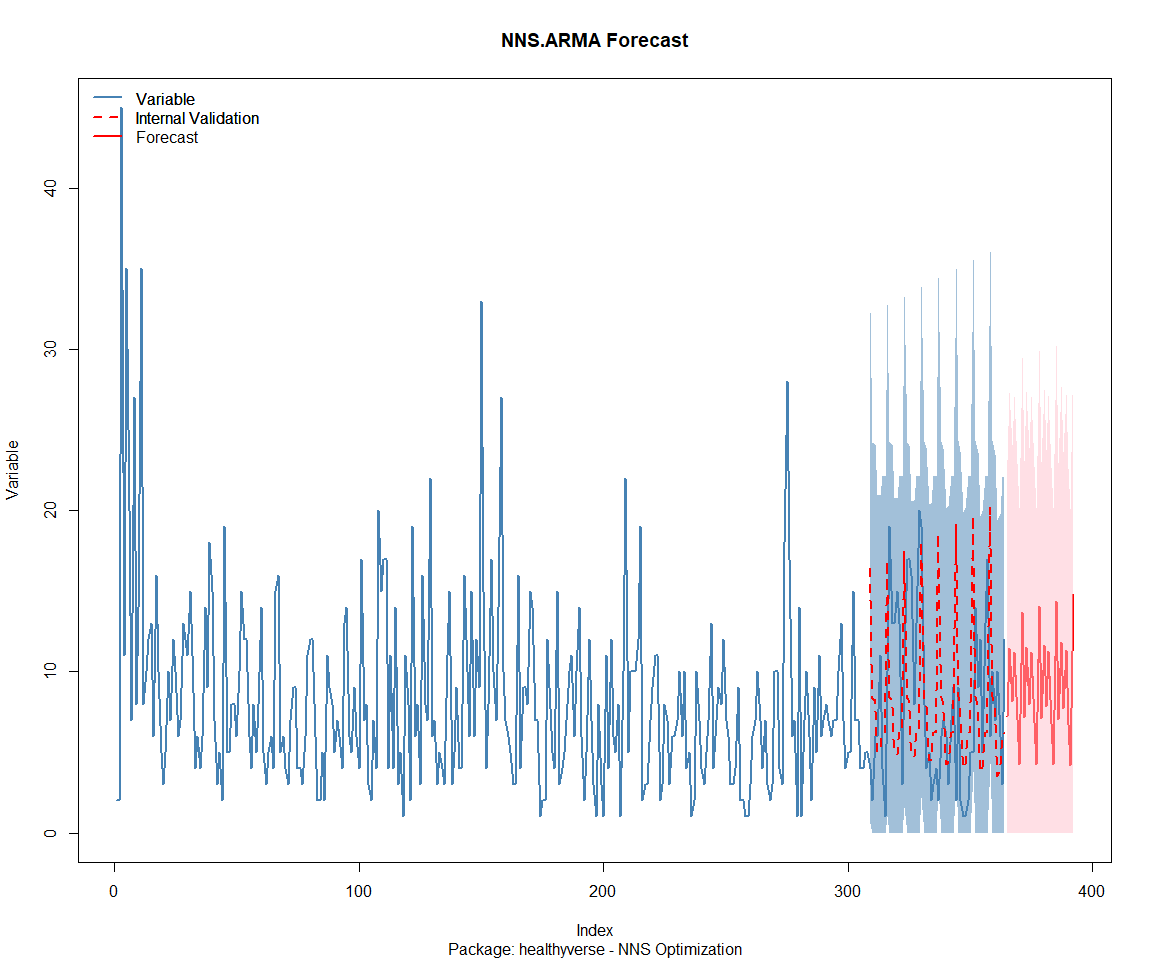 NNS.ARMA Forecast
Variable
Internal Validation
Forecast
Variable
40
30
20
10
0
0
100
200
300
400
Index
Package: healthyverse - NNS Optimization